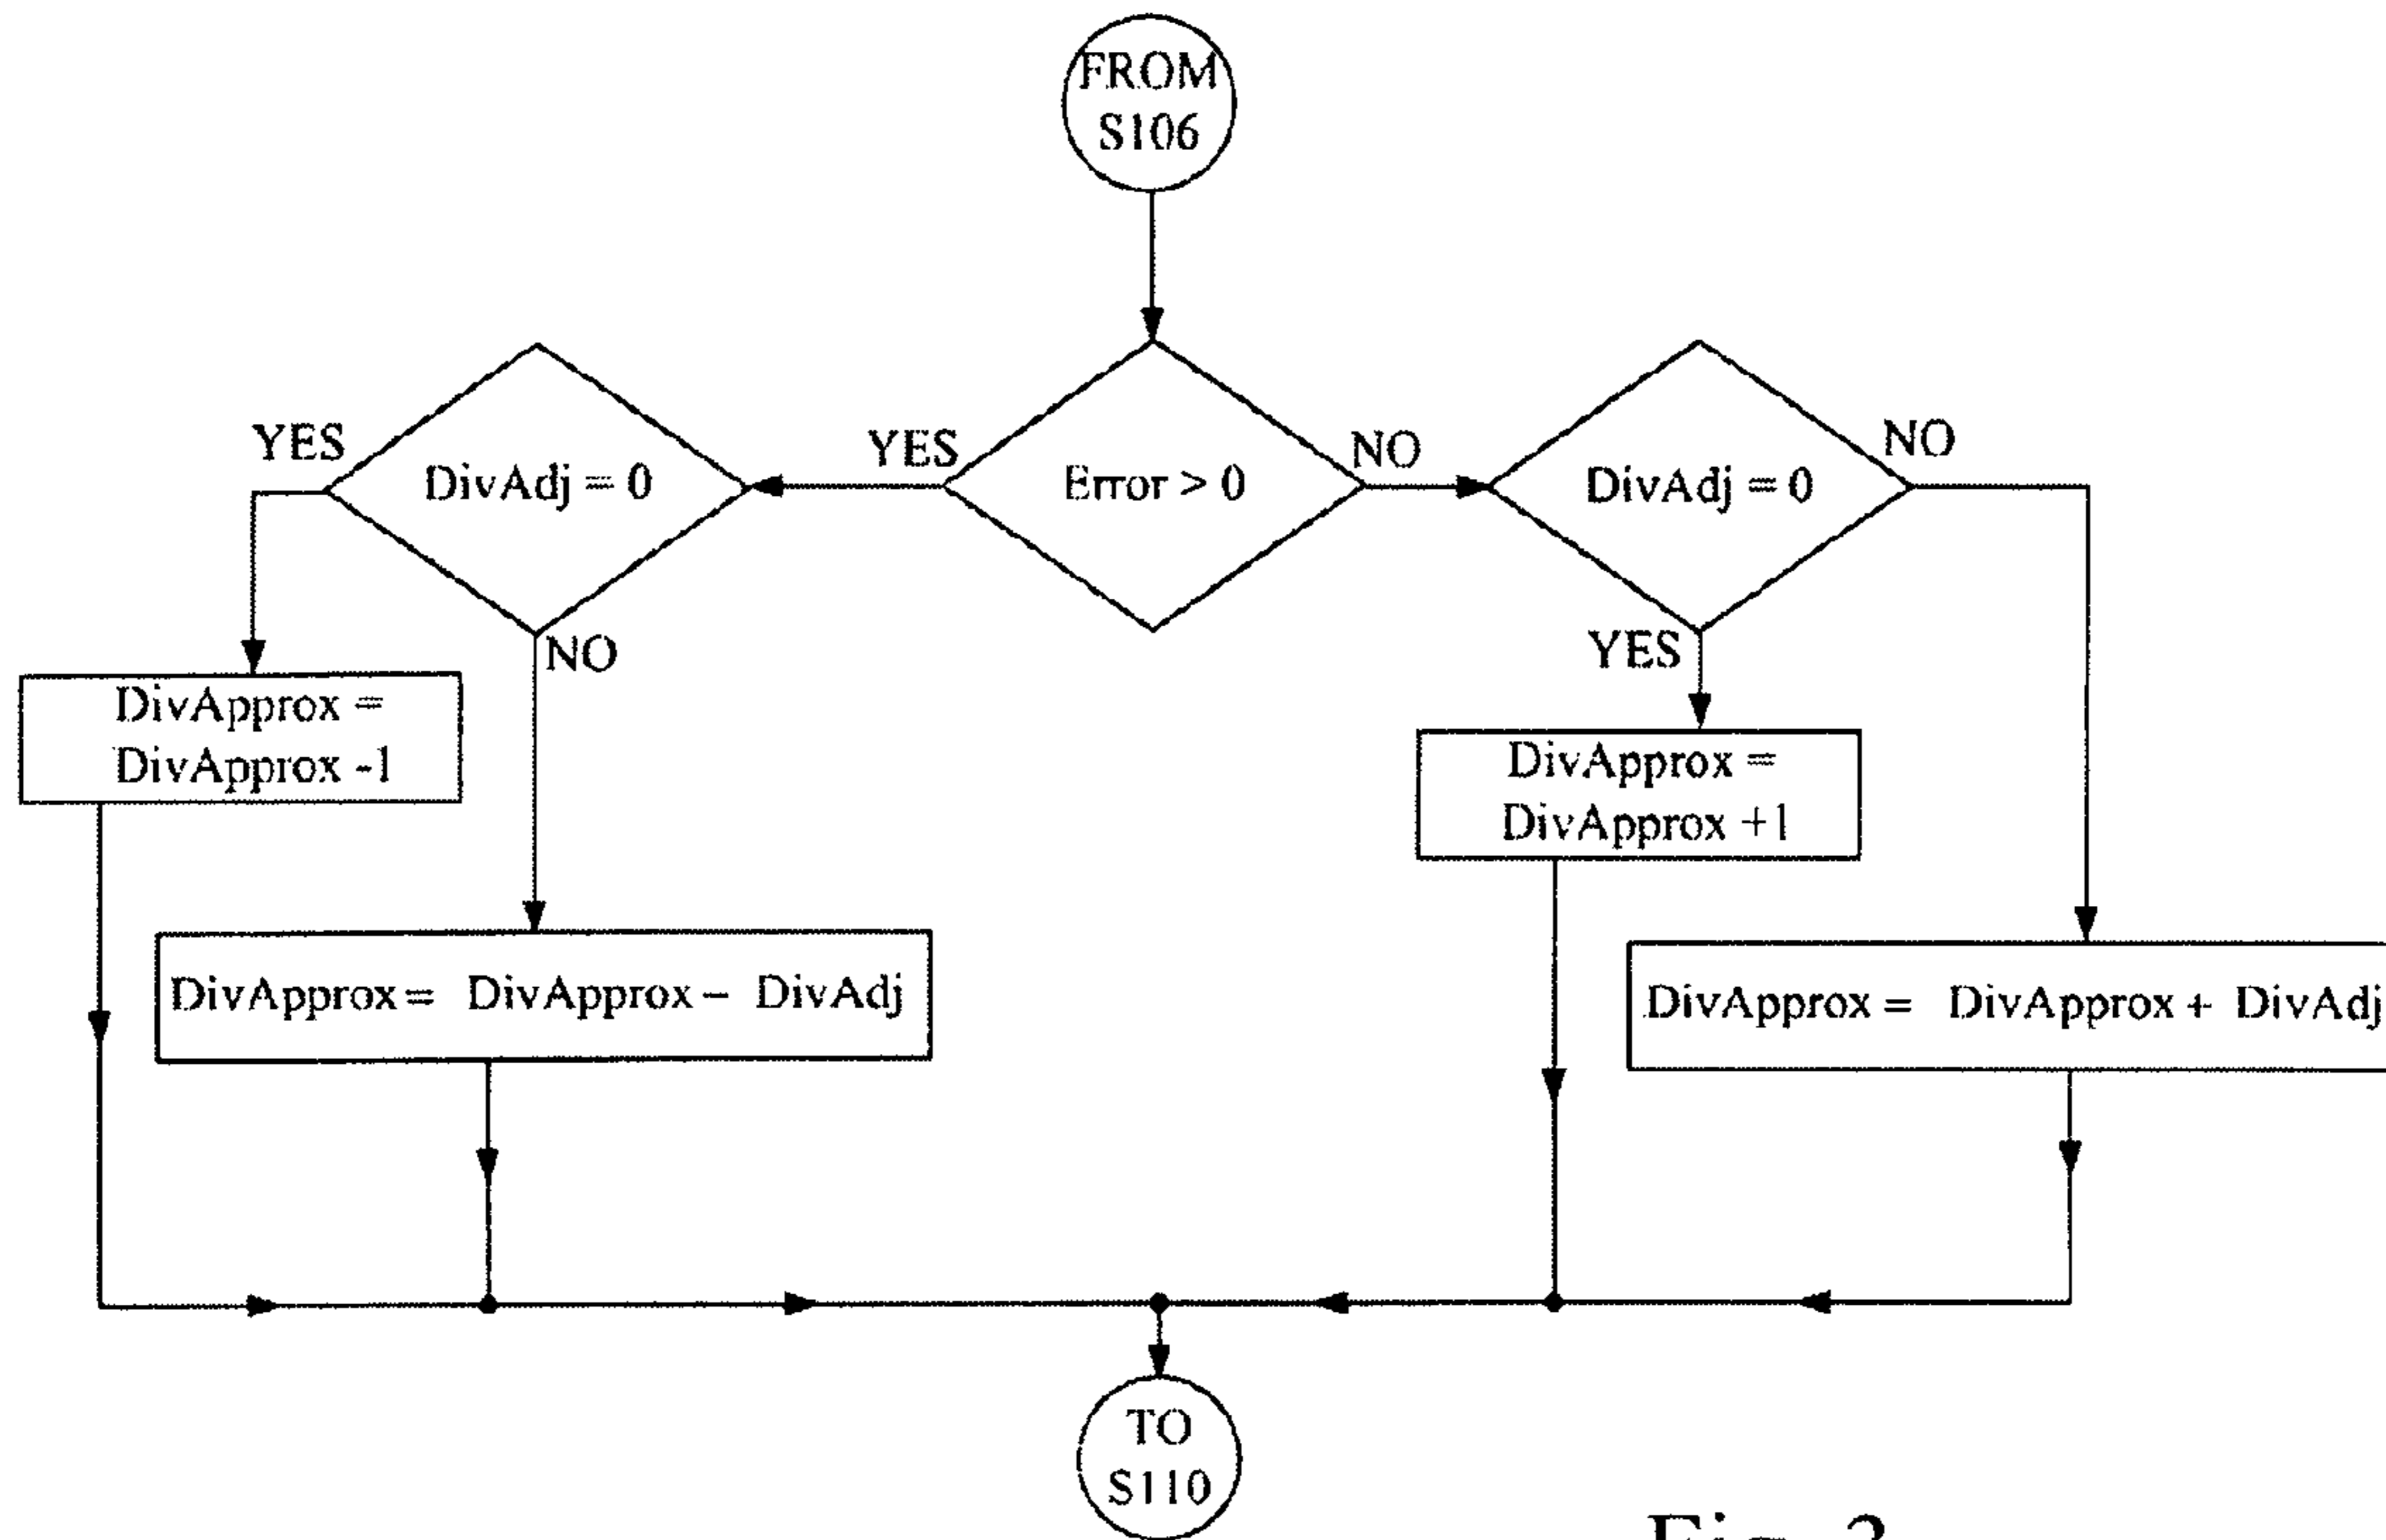 FROM
S106
YES
DivAdj = 0
YES
Error > 0
NO
DivAdj = 0
NO
NO
YES
DivApprox =
DivApprox -1
DivApprox =
DivApprox +1
DivApprox = DivApprox – DivAdj
DivApprox = DivApprox + DivAdj
TO
S110